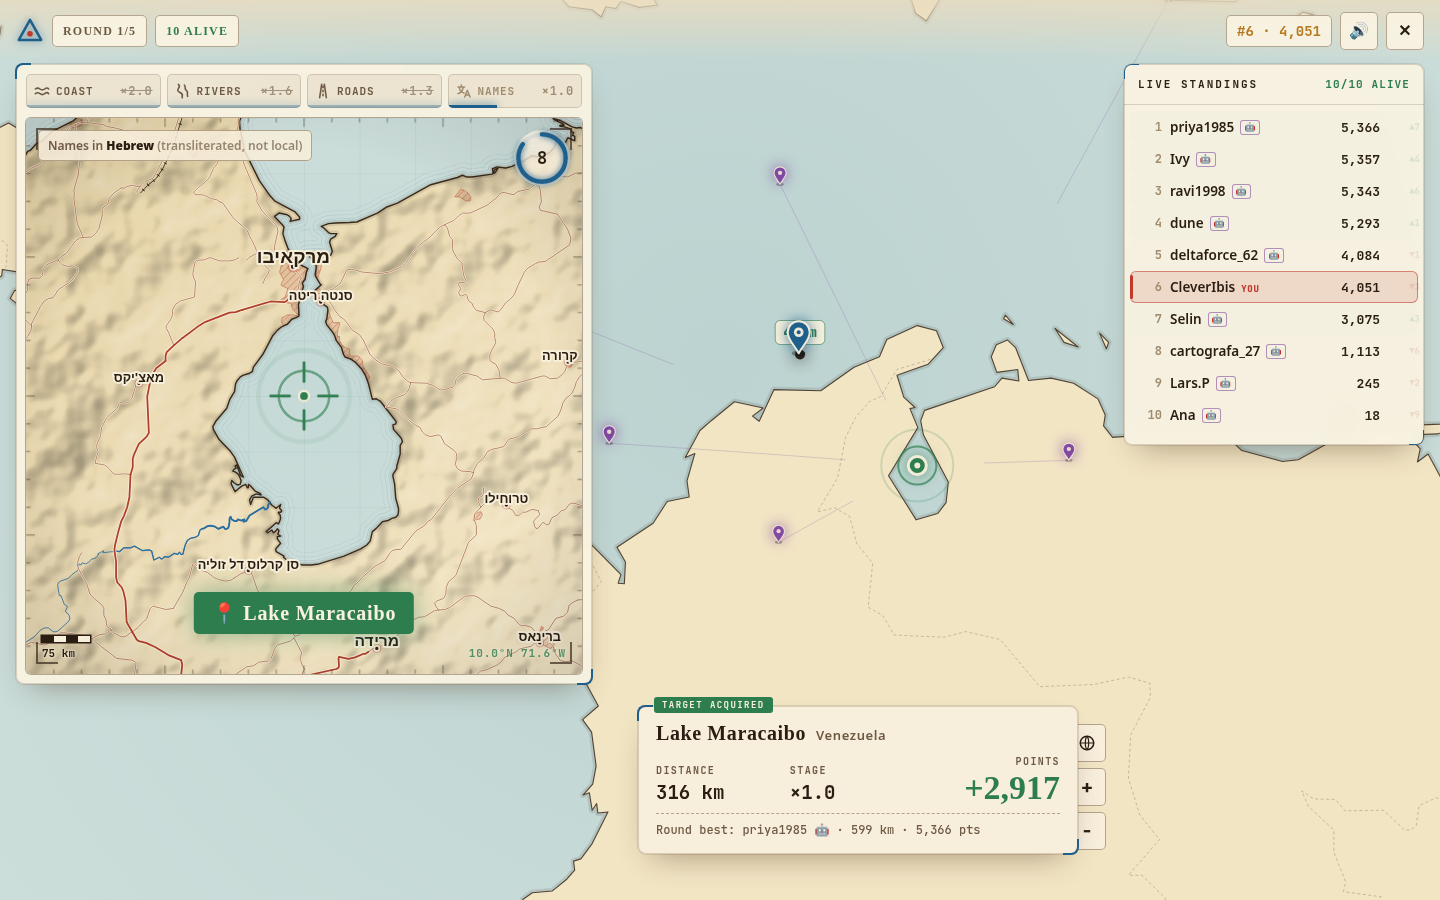 ROUND 1/5
10 ALIVE
#6 · 4,051
COAST ×2.0
RIVERS ×1.6
ROADS ×1.3
NAMES ×1.0
Names in Hebrew (transliterated, not local)
8
מרקאיבו
סנטה ריטה
קרורה
מאצ'יקס
טרוחילו
סן קרלוס דל זוליה
ברינאס
מרידה
📍 Lake Maracaibo
75 km
10.0°N 71.6°W
LIVE STANDINGS 10/10 ALIVE
1 priya1985 5,366
2 Ivy 5,357
3 ravi1998 5,343
4 dune 5,293
5 deltaforce_62 4,084
6 CleverIbis YOU 4,051
7 Selin 3,075
8 cartografa_27 1,113
9 Lars.P 245
10 Ana 18
TARGET ACQUIRED
Lake Maracaibo Venezuela
DISTANCE STAGE POINTS
316 km ×1.0 +2,917
Round best: priya1985 🤖 · 599 km · 5,366 pts